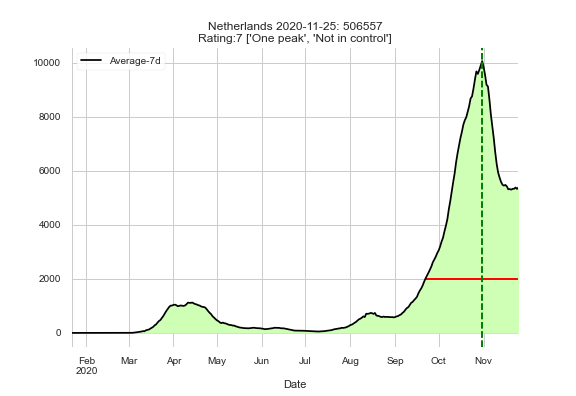 Netherlands 2020-11-25: 506557
Rating:7 ['One peak', 'Not in control']
Average-7d
10000
8000
6000
4000
2000
0
Feb Mar Apr May Jun Jul Aug Sep Oct Nov
2020
Date